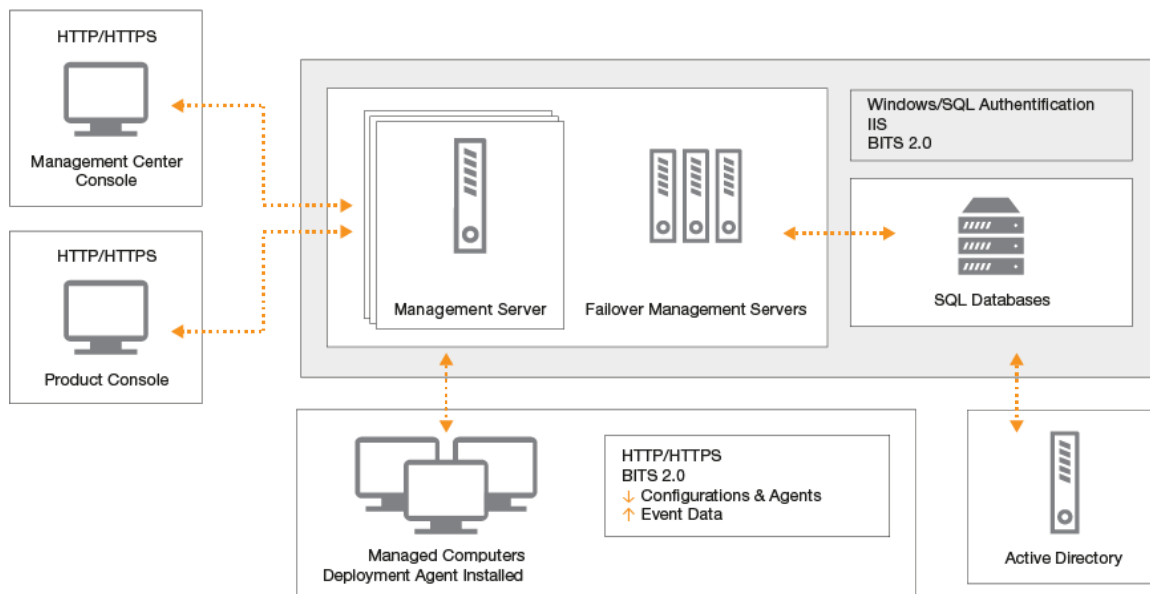 HTTP/HTTPS
Management Center
Console
HTTP/HTTPS
Product Console
Management Server
Failover Management Servers
Windows/SQL Authentification
IIS
BITS 2.0
SQL Databases
Managed Computers
Deployment Agent Installed
HTTP/HTTPS
BITS 2.0
↓ Configurations & Agents
↑ Event Data
Active Directory